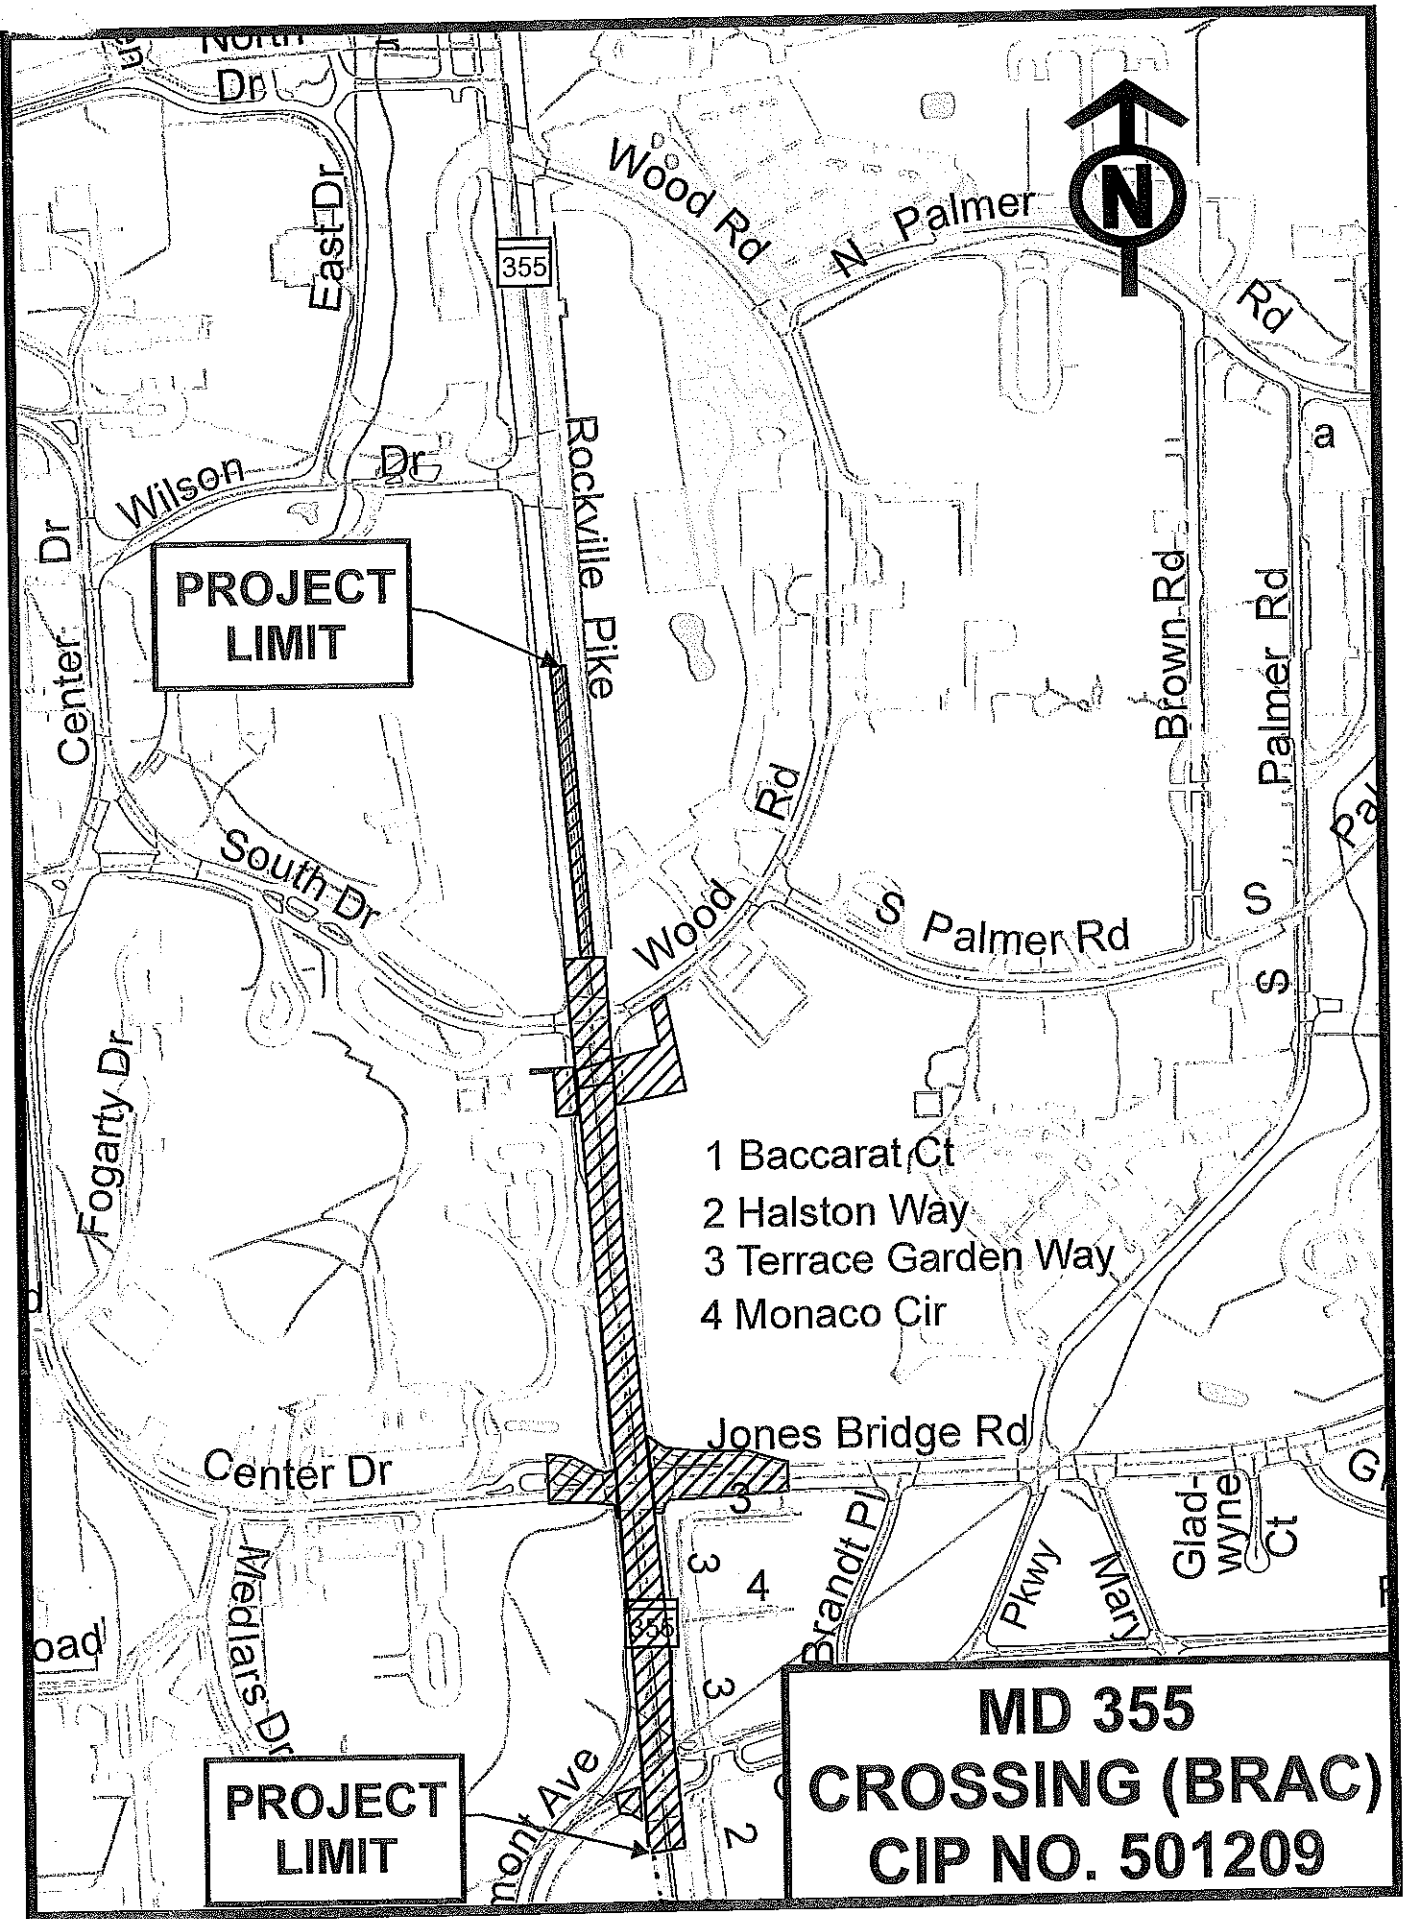 North
Dr
East Dr
355
Wood Rd
N Palmer
Rd
a
Wilson
Dr
Rockville Pike
Center Dr
PROJECT
LIMIT
Brown Rd
Palmer Rd
Wood
Rd
South Dr
S Palmer Rd
S
S
Pal
Fogarty Dr
1 Baccarat Ct
2 Halston Way
3 Terrace Garden Way
4 Monaco Cir
d
Jones Bridge Rd
Center Dr
3
3
4
Brandt Pl
Pkwy
Mary
Glad-
wyne
Ct
G
Medlars Dr
oad
355
3
mont Ave
2
PROJECT
LIMIT
N
MD 355
CROSSING (BRAC)
CIP NO. 501209